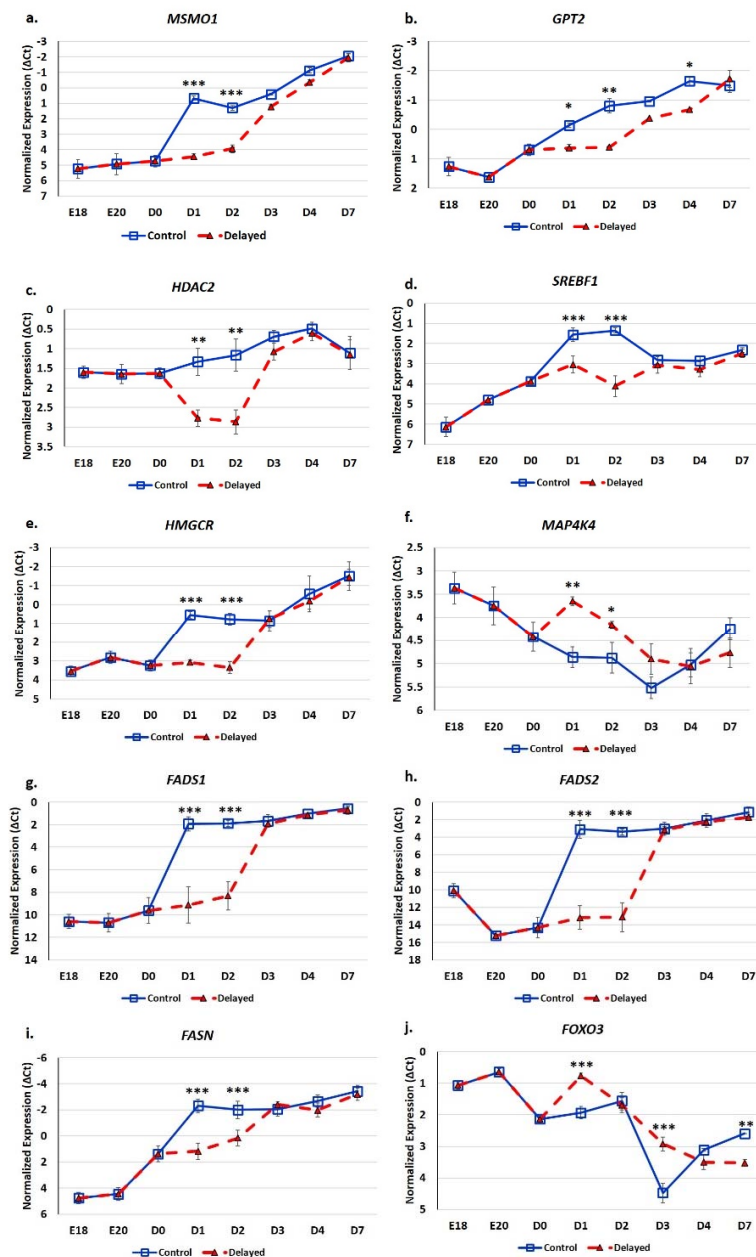 a. MSMO1
Normalized Expression (ΔCt)
-3
-2
-1
0
1
2
3
4
5
6
7
*** ***
E18 E20 D0 D1 D2 D3 D4 D7
Control Delayed
b. GPT2
Normalized Expression (ΔCt)
-3
-2
-1
0
1
2
* ** *
E18 E20 D0 D1 D2 D3 D4 D7
Control Delayed
c. HDAC2
Normalized Expression (ΔCt)
0
0.5
1
1.5
2
2.5
3
3.5
** **
E18 E20 D0 D1 D2 D3 D4 D7
Control Delayed
d. SREBF1
Normalized Expression (ΔCt)
0
1
2
3
4
5
6
7
*** ***
E18 E20 D0 D1 D2 D3 D4 D7
Control Delayed
e. HMGCR
Normalized Expression (ΔCt)
-3
-2
-1
0
1
2
3
4
5
*** ***
E18 E20 D0 D1 D2 D3 D4 D7
Control Delayed
f. MAP4K4
Normalized Expression (ΔCt)
2.5
3
3.5
4
4.5
5
5.5
6
** *
E18 E20 D0 D1 D2 D3 D4 D7
Control Delayed
g. FADS1
Normalized Expression (ΔCt)
0
2
4
6
8
10
12
14
*** ***
E18 E20 D0 D1 D2 D3 D4 D7
Control Delayed
h. FADS2
Normalized Expression (ΔCt)
0
2
4
6
8
10
12
14
16
18
*** ***
E18 E20 D0 D1 D2 D3 D4 D7
Control Delayed
i. FASN
Normalized Expression (ΔCt)
-6
-4
-2
0
2
4
6
*** ***
E18 E20 D0 D1 D2 D3 D4 D7
Control Delayed
j. FOXO3
Normalized Expression (ΔCt)
0
1
2
3
4
5
*** *** **
E18 E20 D0 D1 D2 D3 D4 D7
Control Delayed